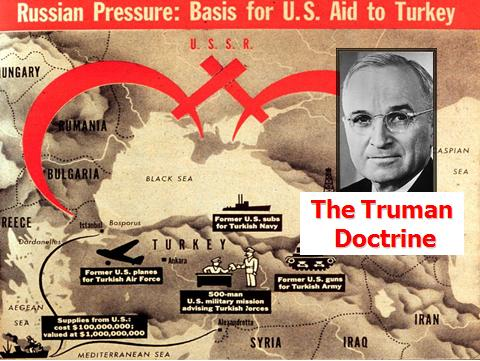 Russian Pressure: Basis for U.S. Aid to Turkey
U. S. S. R.
HUNGARY
RUMANIA
BULGARIA
BLACK SEA
CASPIAN
SEA
GREECE
Istanbul
Bosporus
Dardanelles
Former U.S. subs
for Turkish Navy
The Truman
Doctrine
TURKEY
Ankara
Former U.S. planes
for Turkish Air Force
Former U.S. guns
for Turkish Army
500-man
U.S. military mission
advising Turkish forces
AEGEAN
SEA
Supplies from U.S.:
cost $100,000,000;
valued at $1,000,000,000
Alexandretta
SYRIA
IRAQ
IRAN
MEDITERRANEAN SEA